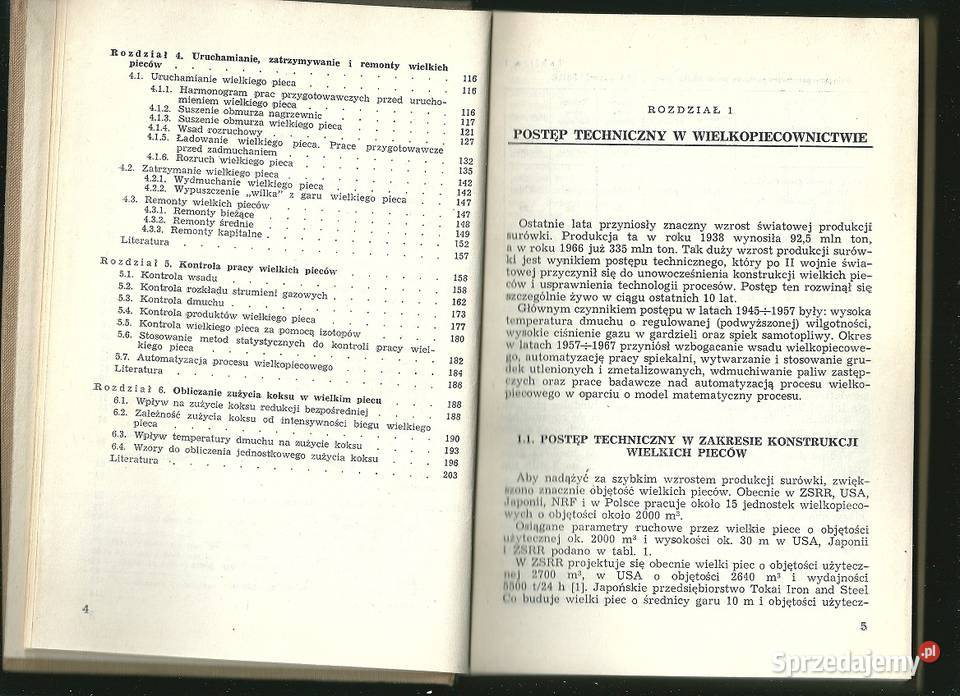 Rozdział 4. Uruchamianie, zatrzymywanie i remonty wielkich
pieców . . . . . . . . . . . . . . . . . 116
4.1. Uruchamianie wielkiego pieca . . . . . . . . . . 116
4.1.1. Harmonogram prac przygotowawczych przed urucho-
mieniem wielkiego pieca . . . . . . . . . 116
4.1.2. Suszenie obmurza nagrzewnic . . . . . . . 117
4.1.3. Suszenie obmurza wielkiego pieca . . . . . . 121
4.1.4. Wsad rozruchowy . . . . . . . . . . . 127
4.1.5. Ładowanie wielkiego pieca. Prace przygotowawcze
przed zadmuchaniem . . . . . . . . . . 132
4.1.6. Rozruch wielkiego pieca . . . . . . . . . 135
4.2. Zatrzymanie wielkiego pieca . . . . . . . . . . 142
4.2.1. Wydmuchanie wielkiego pieca . . . . . . . 142
4.2.2. Wypuszczenie „wilka” z garu wielkiego pieca . . 147
4.3. Remonty wielkich pieców . . . . . . . . . . . 147
4.3.1. Remonty bieżące . . . . . . . . . . . 148
4.3.2. Remonty średnie . . . . . . . . . . . 149
4.3.3. Remonty kapitalne . . . . . . . . . . . 152
Literatura . . . . . . . . . . . . . . . . . 157
Rozdział 5. Kontrola pracy wielkich pieców . . . . . . . 158
5.1. Kontrola wsadu . . . . . . . . . . . . . . 158
5.2. Kontrola rozkładu strumieni gazowych . . . . . . . 162
5.3. Kontrola dmuchu . . . . . . . . . . . . . 173
5.4. Kontrola produktów wielkiego pieca . . . . . . . . 177
5.5. Kontrola wielkiego pieca za pomocą izotopów . . . . . 180
5.6. Stosowanie metod statystycznych do kontroli pracy wiel-
kiego pieca . . . . . . . . . . . . . . . 182
5.7. Automatyzacja procesu wielkopiecowego . . . . . . . 184
Literatura . . . . . . . . . . . . . . . . . 186
Rozdział 6. Obliczanie zużycia koksu w wielkim piecu . . . . 188
6.1. Wpływ na zużycie koksu redukcji bezpośredniej . . . . 188
6.2. Zależność zużycia koksu od intensywności biegu wielkiego
pieca . . . . . . . . . . . . . . . . . 190
6.3. Wpływ temperatury dmuchu na zużycie koksu . . . . . 193
6.4. Wzory do obliczenia jednostkowego zużycia koksu . . . 196
Literatura . . . . . . . . . . . . . . . . . 203
4
ROZDZIAŁ 1
POSTĘP TECHNICZNY W WIELKOPIECOWNICTWIE
Ostatnie lata przyniosły znaczny wzrost światowej produkcji
surówki. Produkcja ta w roku 1938 wynosiła 92,5 mln ton,
a w roku 1966 już 335 mln ton. Tak duży wzrost produkcji surów-
ki jest wynikiem postępu technicznego, który po II wojnie świa-
towej przyczynił się do unowocześnienia konstrukcji wielkich pie-
ców i usprawnienia technologii procesów. Postęp ten rozwinął się
szczególnie żywo w ciągu ostatnich 10 lat.
Głównym czynnikiem postępu w latach 1945÷1957 były: wysoka
temperatura dmuchu o regulowanej (podwyższonej) wilgotności,
wysokie ciśnienie gazu w gardzieli oraz spiek samotopliwy. Okres
w latach 1957÷1967 przyniósł wzbogacanie wsadu wielkopiecowe-
go, automatyzację pracy spiekalni, wytwarzanie i stosowanie gru-
dek utlenionych i zmetalizowanych, wdmuchiwanie paliw zastęp-
czych oraz prace badawcze nad automatyzacją procesu wielko-
piecowego w oparciu o model matematyczny procesu.
1.1. POSTĘP TECHNICZNY W ZAKRESIE KONSTRUKCJI
WIELKICH PIECÓW
Aby nadążyć za szybkim wzrostem produkcji surówki, zwięk-
szono znacznie objętość wielkich pieców. Obecnie w ZSRR, USA,
Japonii, NRF i w Polsce pracuje około 15 jednostek wielkopieco-
wych o objętości około 2000 m³.
Osiągane parametry ruchowe przez wielkie piece o objętości
użytecznej ok. 2000 m³ i wysokości ok. 30 m w USA, Japonii
i ZSRR podano w tabl. 1.
W ZSRR projektuje się obecnie wielki piec o objętości użytecz-
nej 2700 m³, w USA o objętości 2640 m³ i wydajności
5500 t/24 h [1]. Japońskie przedsiębiorstwo Tokai Iron and Steel
Co buduje wielki piec o średnicy garu 10 m i objętości użytecz-
5
Sprzedajemy.pl